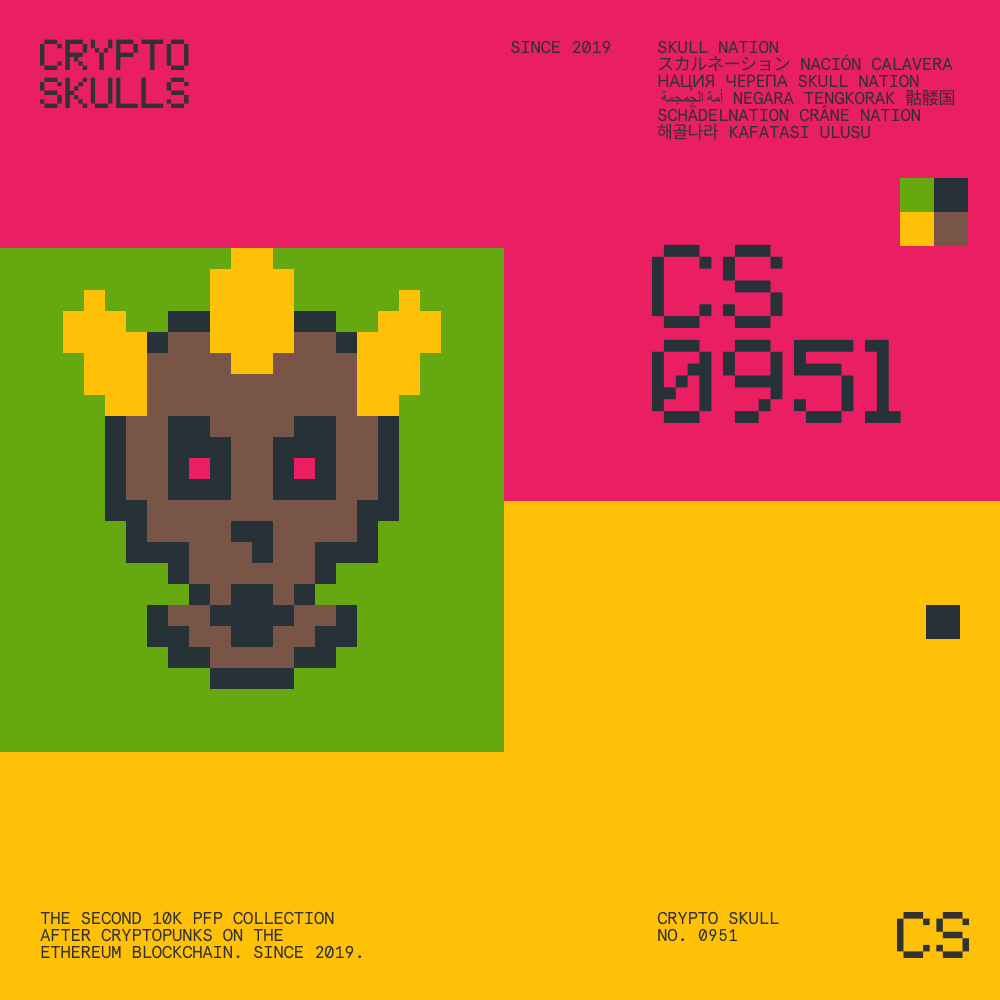 CRYPTO
SKULLS
SINCE 2019
SKULL NATION
スカルネーション NACIÓN CALAVERA
НАЦИЯ ЧЕРЕПА SKULL NATION
أمة الجمجمة NEGARA TENGKORAK 骷髅国
SCHÄDELNATION CRÂNE NATION
해골나라 KAFATASI ULUSU
CS
0951
THE SECOND 10K PFP COLLECTION
AFTER CRYPTOPUNKS ON THE
ETHEREUM BLOCKCHAIN. SINCE 2019.
CRYPTO SKULL
NO. 0951
CS